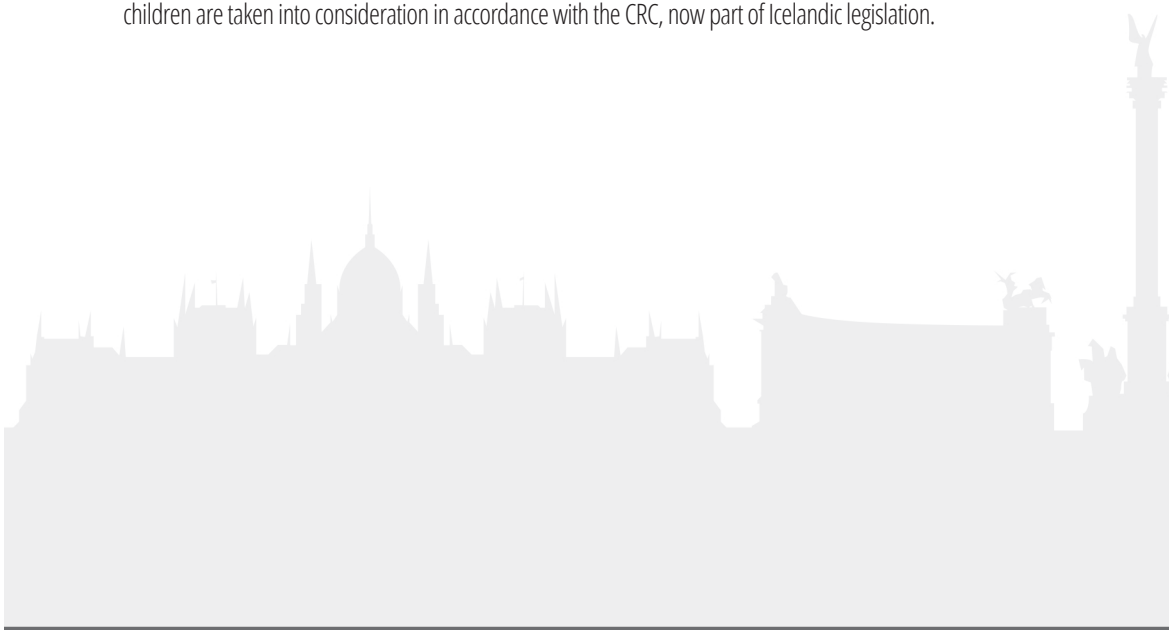 children are taken into consideration in accordance with the CRC, now part of Icelandic legislation.